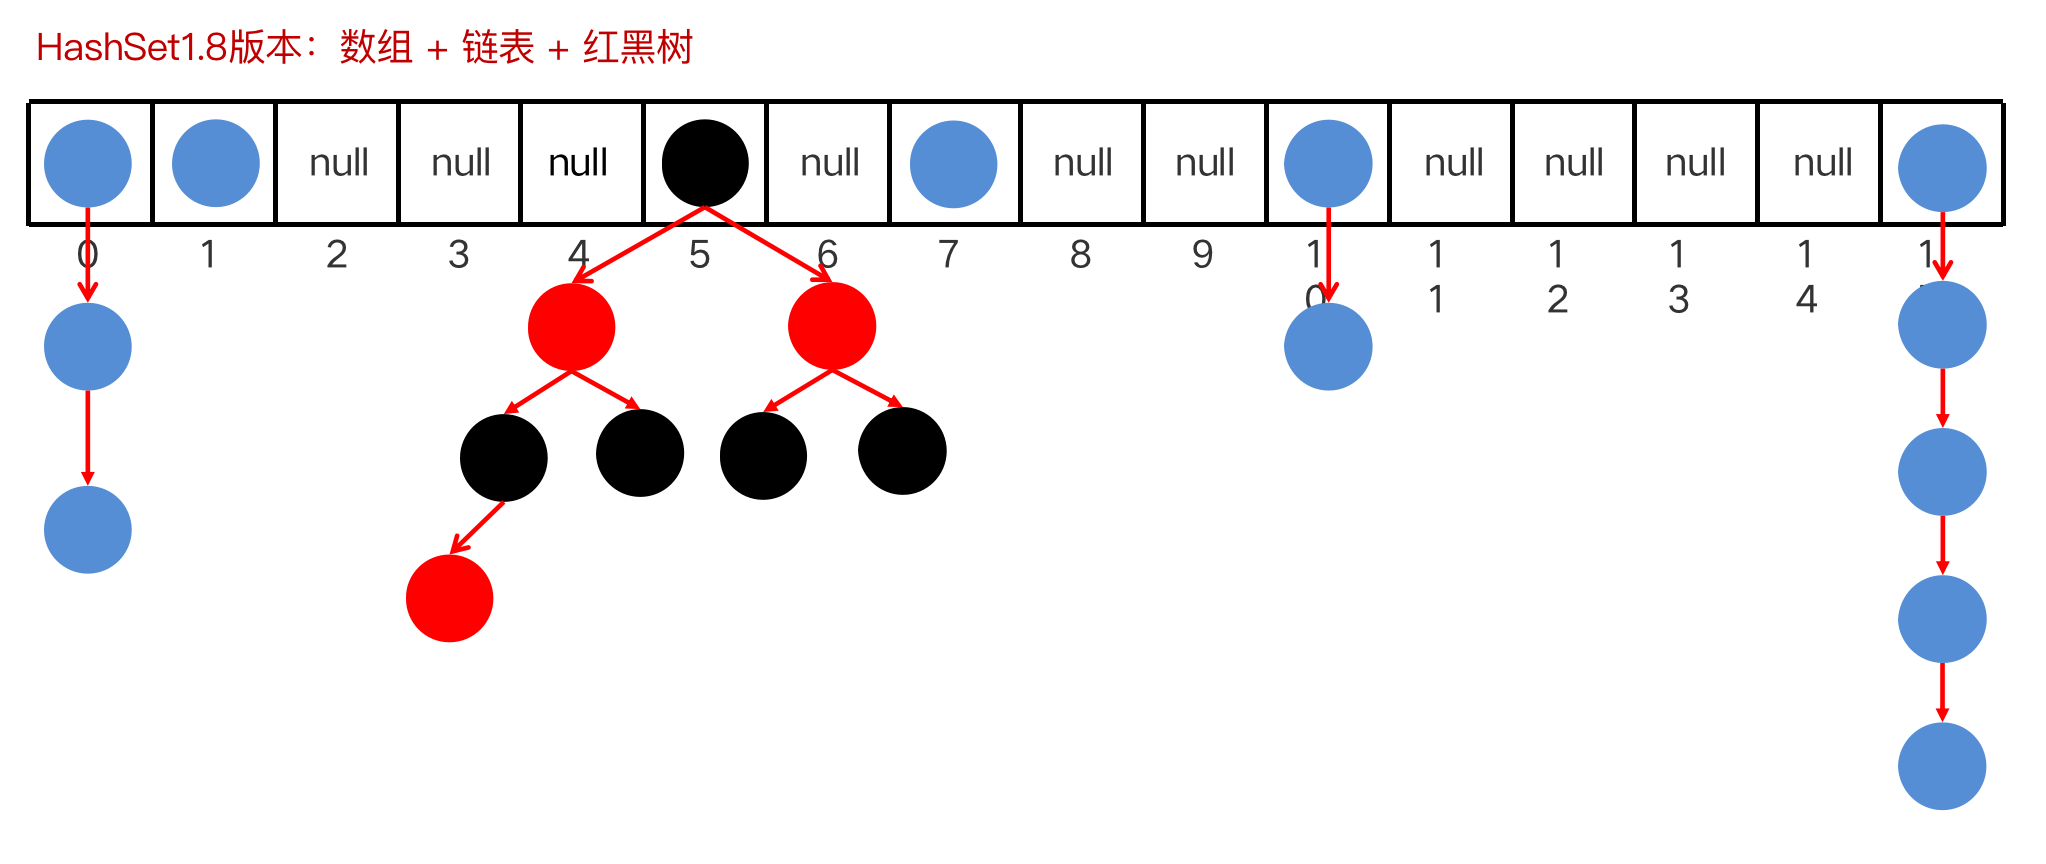 HashSet1.8版本：数组 + 链表 + 红黑树
null null null null null null null null null null
0 1 2 3 4 5 6 7 8 9 10 11 12 13 14 1